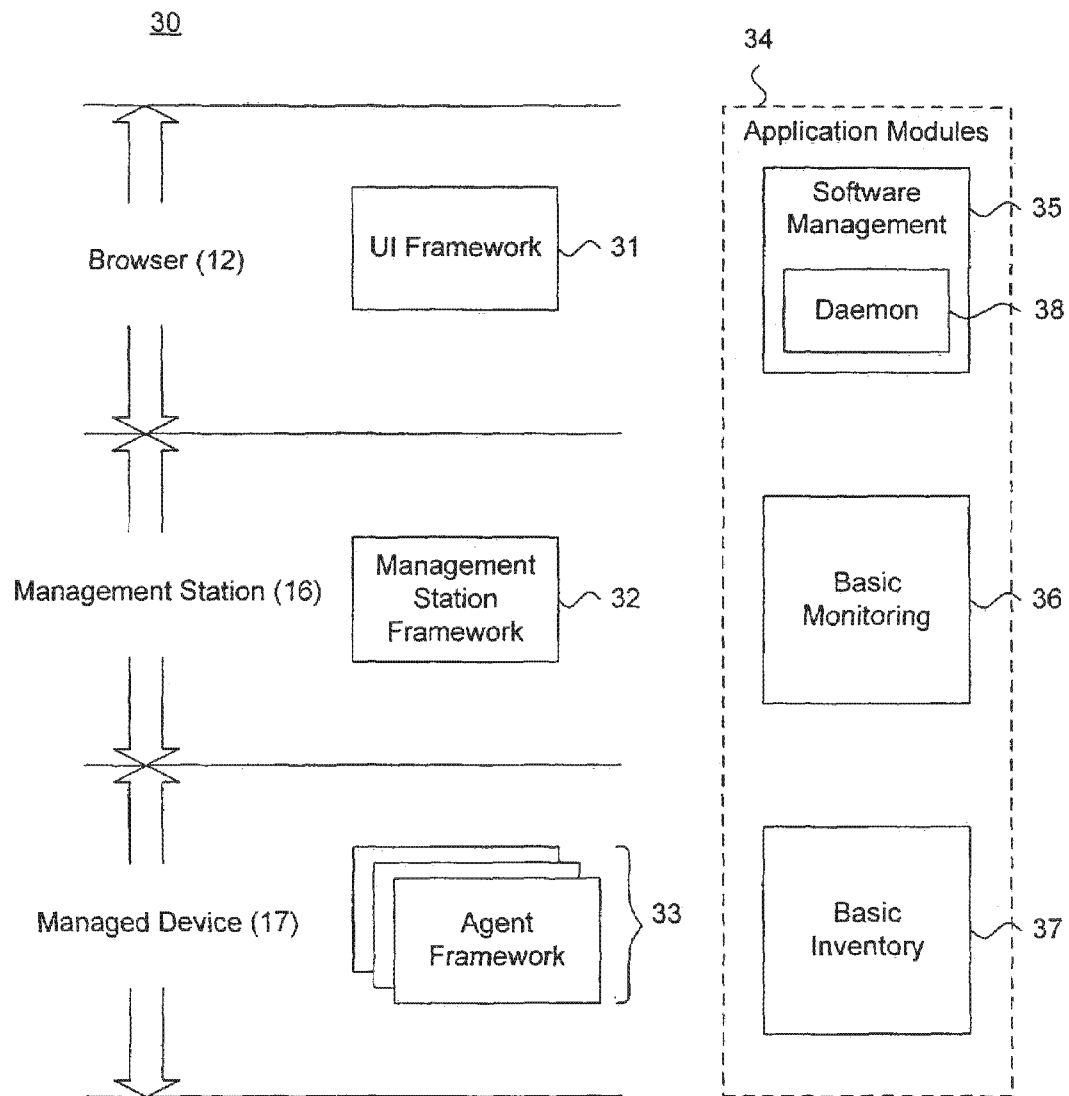 30
34
Application Modules
Software
Management
35
UI Framework
31
Browser (12)
Daemon
38
Management
Station
Framework
32
Management Station (16)
Basic
Monitoring
36
Agent
Framework
33
Managed Device (17)
Basic
Inventory
37